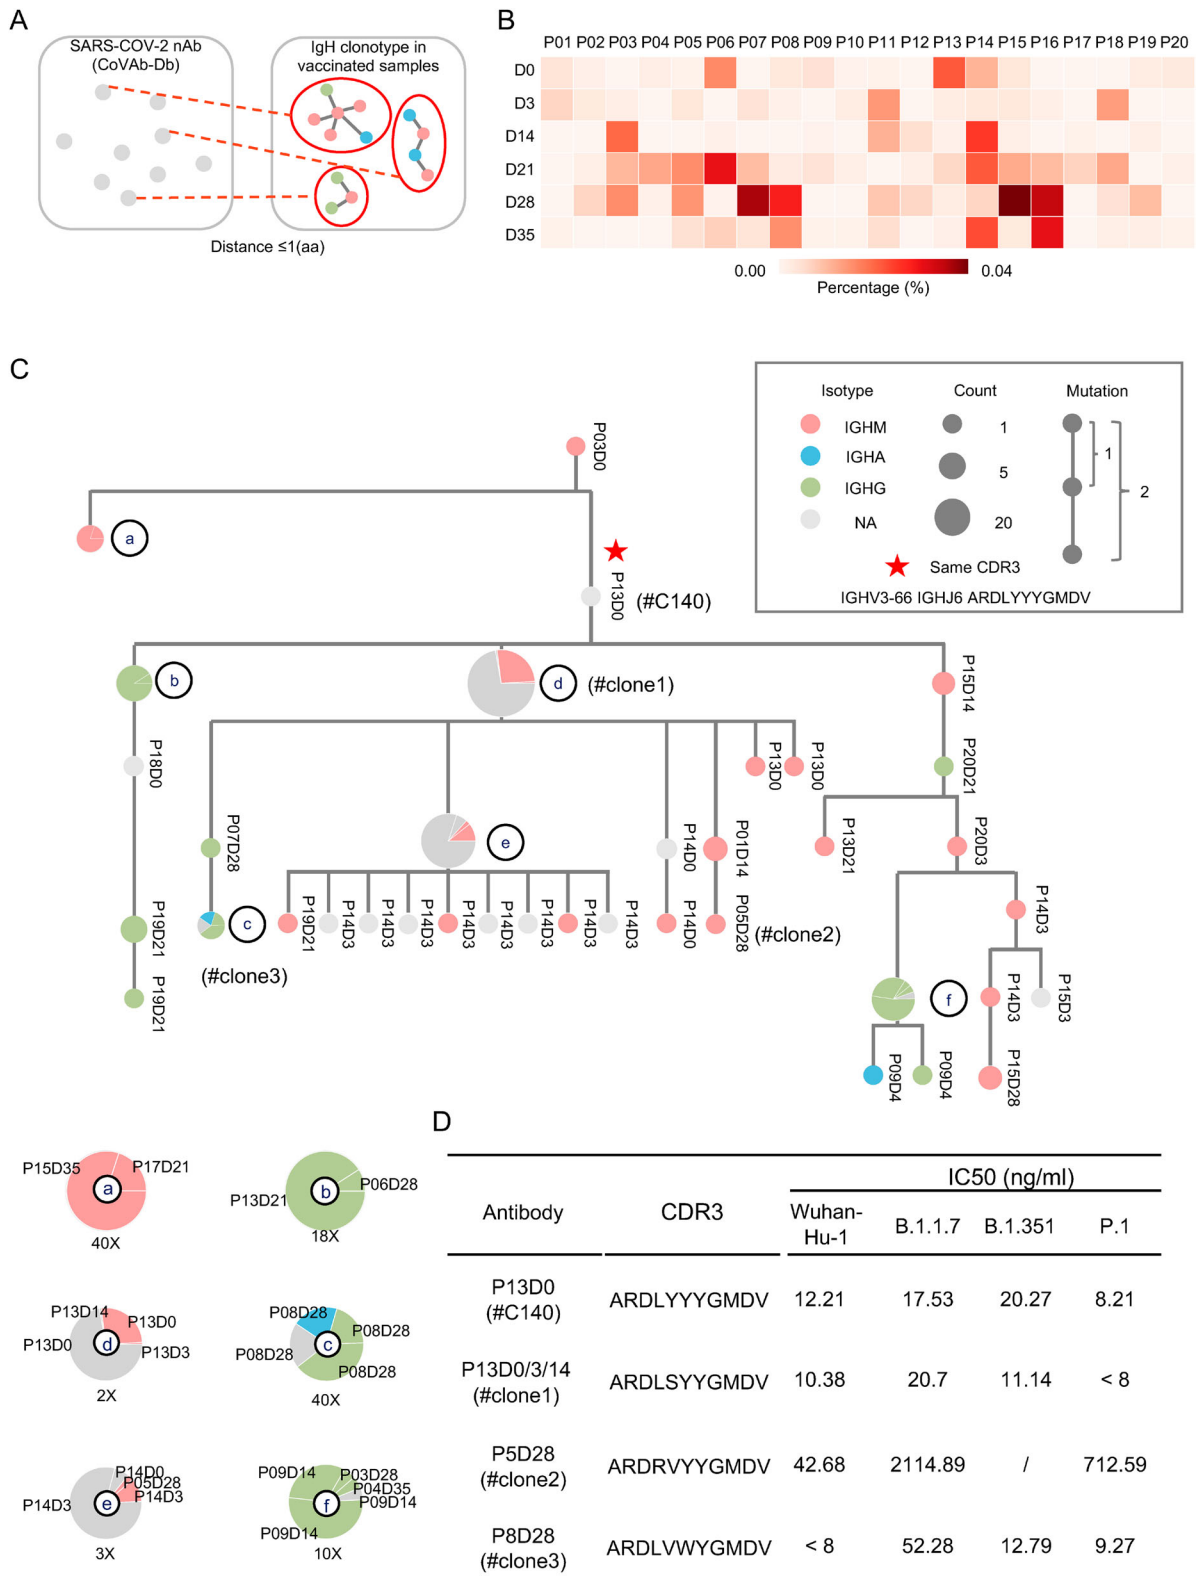 A
SARS-COV-2 nAb
(CoVAb-Db)
IgH clonotype in
vaccinated samples
Distance ≤1(aa)
B
P01 P02 P03 P04 P05 P06 P07 P08 P09 P10 P11 P12 P13 P14 P15 P16 P17 P18 P19 P20
D0
D3
D14
D21
D28
D35
0.00
0.04
Percentage (%)
C
Isotype
Count
Mutation
IGHM
1
IGHA
5
IGHG
20
NA
1
2
Same CDR3
IGHV3-66 IGHJ6 ARDLYYYGMDV
P03D0
a
P13D0
(#C140)
b
d
(#clone1)
P15D14
P18D0
P13D0
P13D0
P20D21
P07D28
e
P14D0
P01D14
P13D21
P20D3
P19D21
c
(#clone3)
P19D21
P14D3
P14D3
P14D3
P14D3
P14D3
P14D3
P14D3
P14D3
P14D0
P05D28
(#clone2)
P14D3
P19D21
f
P14D3
P15D3
P09D4
P09D4
P15D28
P15D35
P17D21
a
40X
P13D21
P06D28
b
18X
P13D14
P13D0
P13D0
P13D3
d
2X
P08D28
P08D28
P08D28
P08D28
c
40X
P14D0
P05D28
P14D3
P14D3
e
3X
P09D14
P03D28
P04D35
P09D14
P09D14
f
10X
D
Antibody
CDR3
IC50 (ng/ml)
Wuhan-
Hu-1
B.1.1.7
B.1.351
P.1
P13D0
(#C140)
ARDLYYYGMDV
12.21
17.53
20.27
8.21
P13D0/3/14
(#clone1)
ARDLSYYGMDV
10.38
20.7
11.14
< 8
P5D28
(#clone2)
ARDRVYYGMDV
42.68
2114.89
/
712.59
P8D28
(#clone3)
ARDLVWYGMDV
< 8
52.28
12.79
9.27